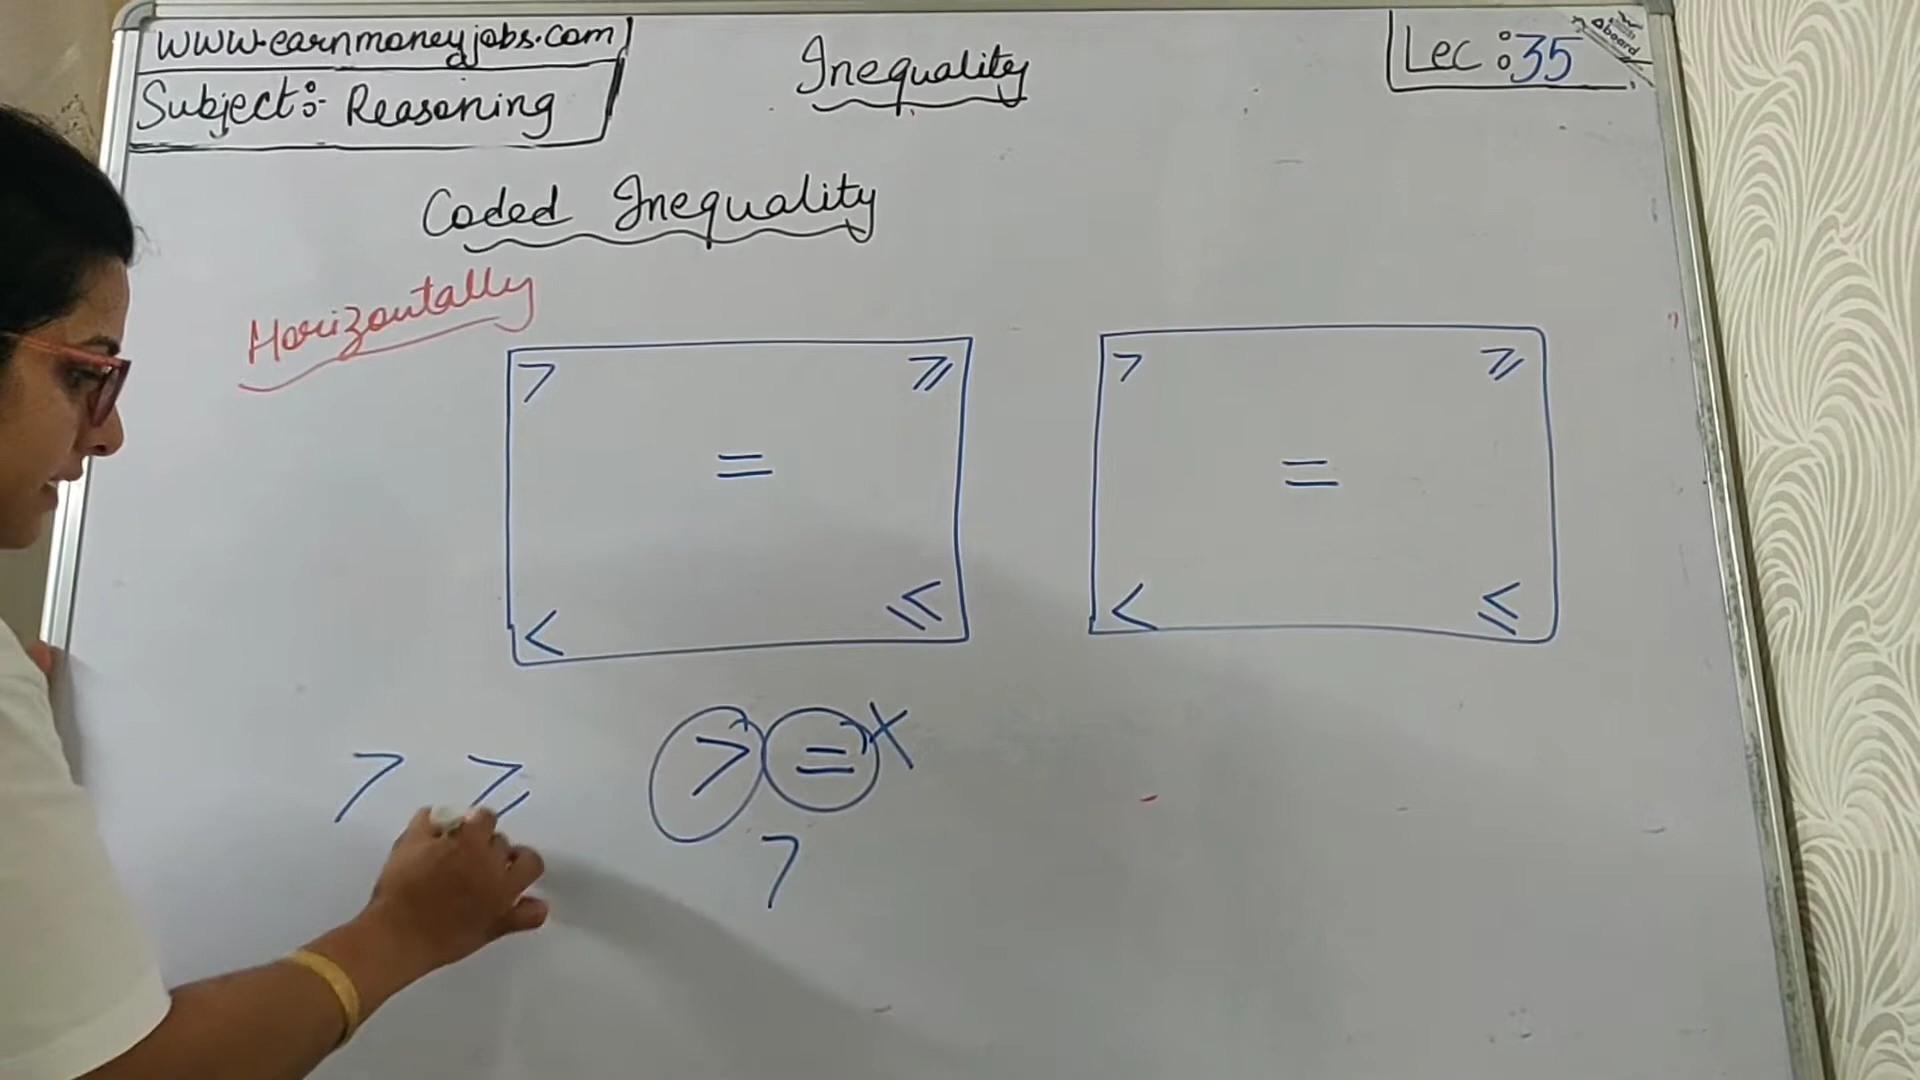 www.earnmoneyjobs.com
Subject:- Reasoning
Inequality
Lec : 35
Coded Inequality
Horizontally
> ≥
=
< ≤
> ≥
=
< ≤
> ≥
> = X
>